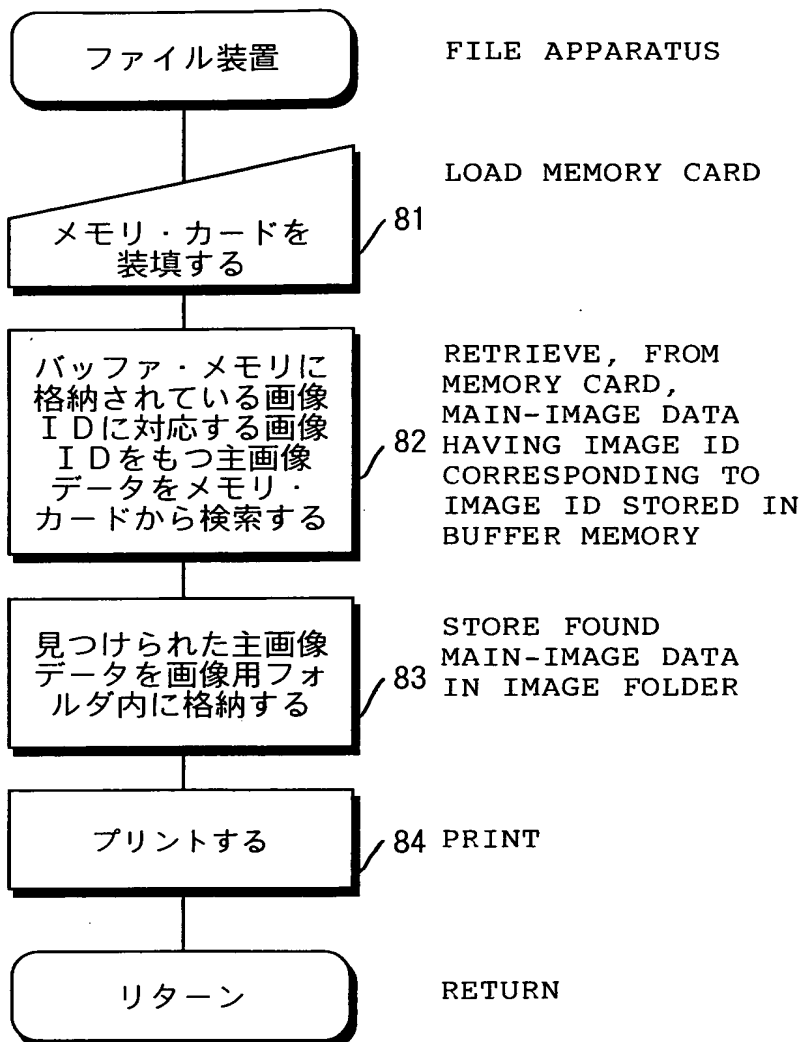 ファイル装置
FILE APPARATUS
LOAD MEMORY CARD
メモリ・カードを
装填する
81
バッファ・メモリに
格納されている画像
ＩＤに対応する画像
ＩＤをもつ主画像
データをメモリ・
カードから検索する
82
RETRIEVE, FROM
MEMORY CARD,
MAIN-IMAGE DATA
HAVING IMAGE ID
CORRESPONDING TO
IMAGE ID STORED IN
BUFFER MEMORY
見つけられた主画像
データを画像用フォ
ルダ内に格納する
83
STORE FOUND
MAIN-IMAGE DATA
IN IMAGE FOLDER
プリントする
84
PRINT
リターン
RETURN